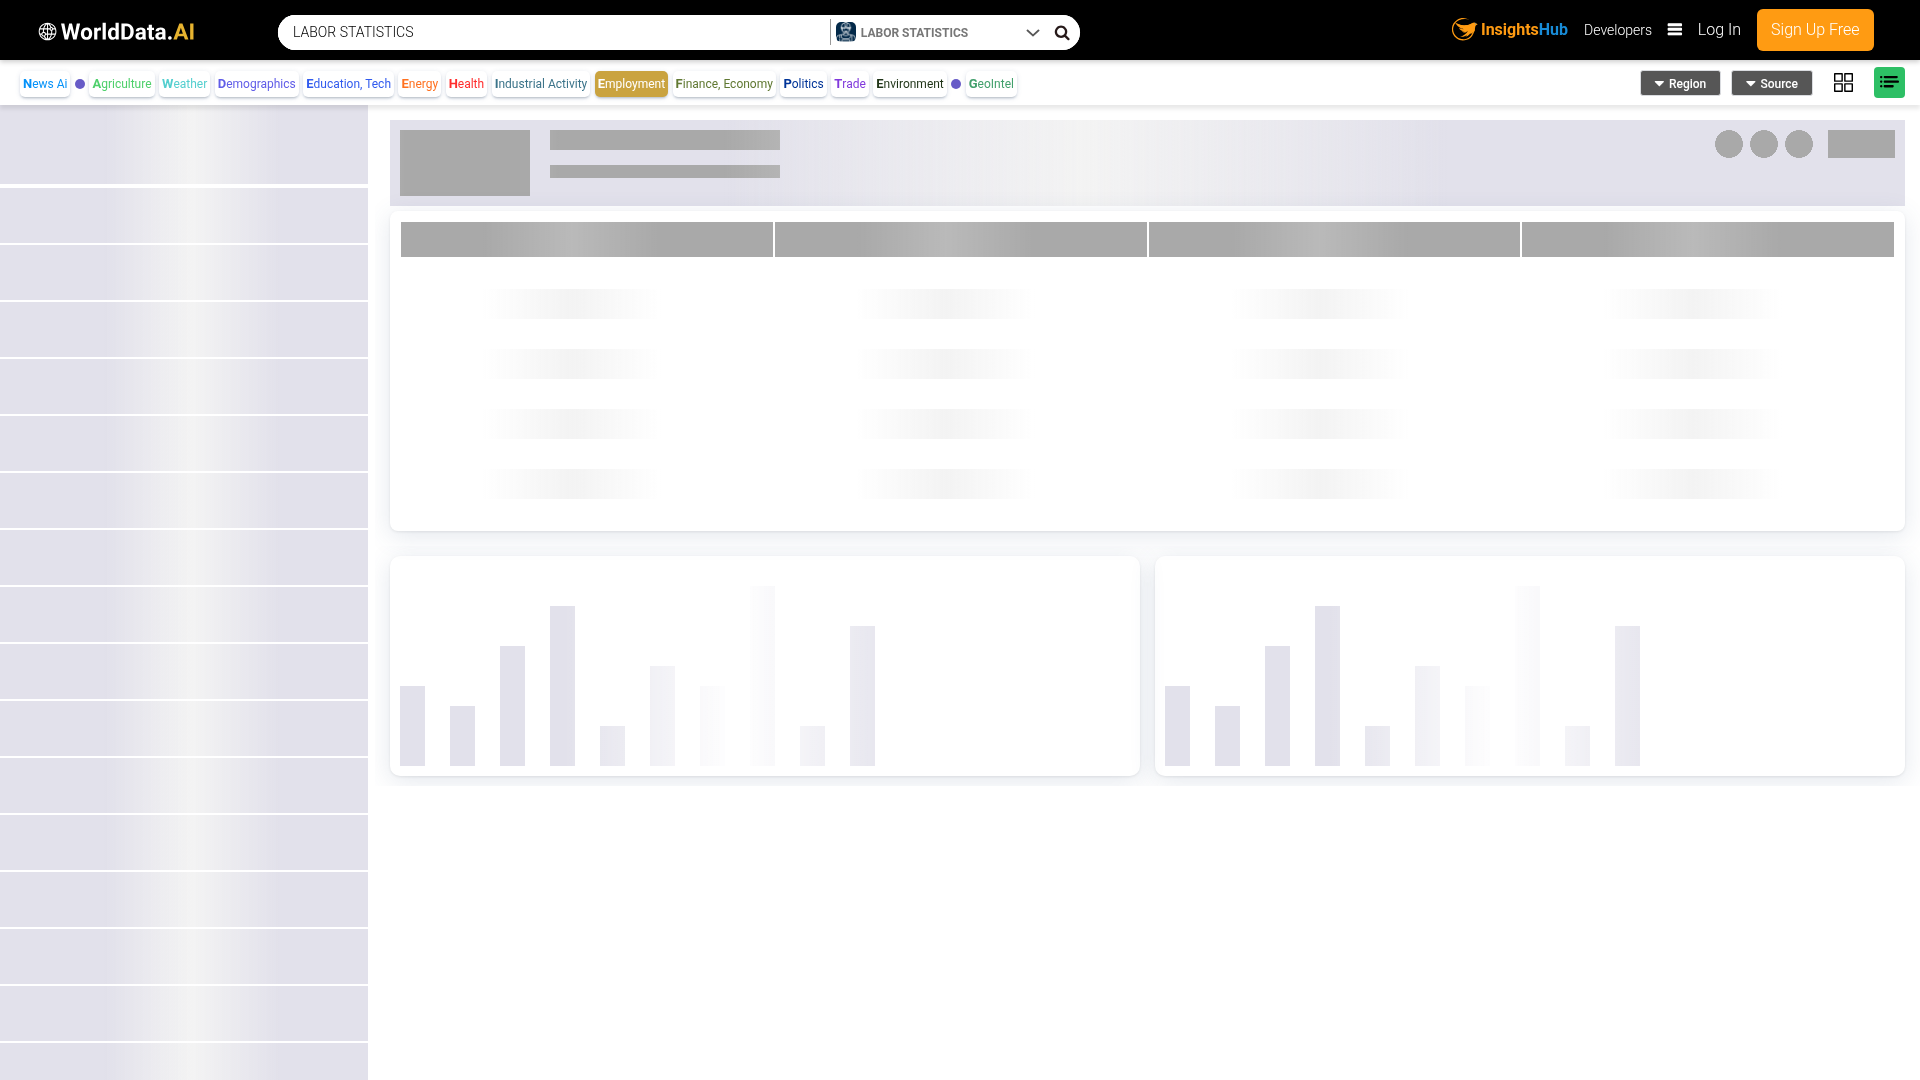 WorldData.AI
LABOR STATISTICS
LABOR STATISTICS
InsightsHub
Developers
Log In
Sign Up Free
News Ai
Agriculture
Weather
Demographics
Education, Tech
Energy
Health
Industrial Activity
Employment
Finance, Economy
Politics
Trade
Environment
GeoIntel
Region
Source